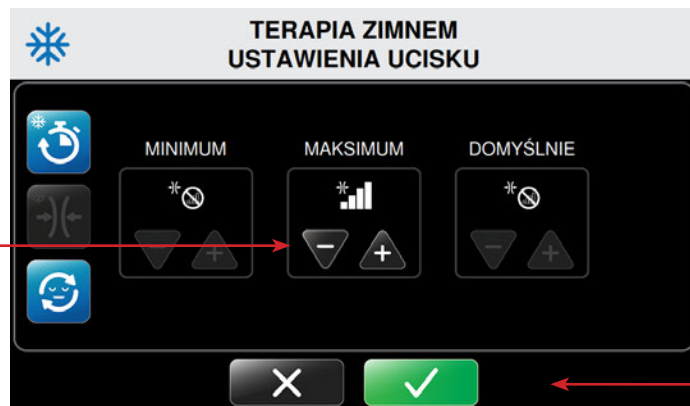 TERAPIA ZIMNEM
USTAWIENIA UCISKU
MINIMUM
MAKSIMUM
DOMYŚLNIE